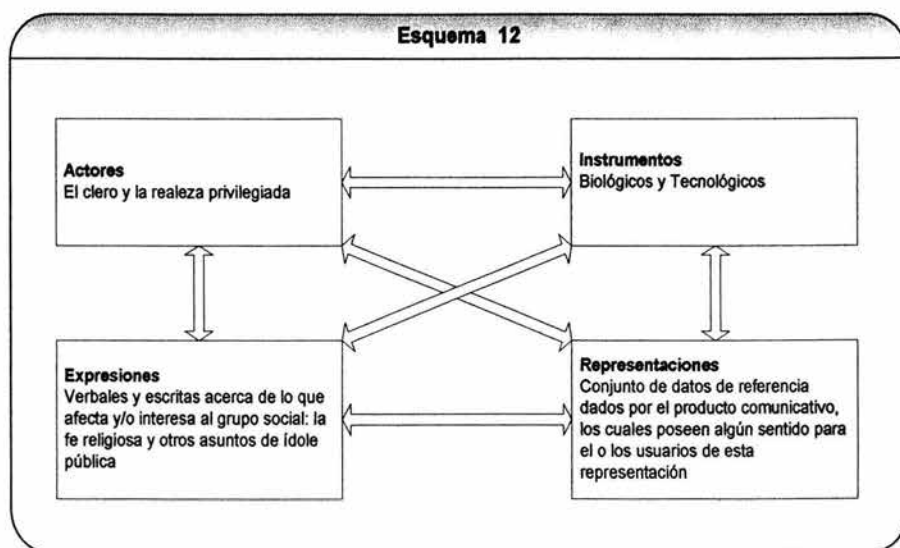 Esquema 12
Actores
El clero y la realeza privilegiada
Instrumentos
Biológicos y Tecnológicos
Expresiones
Verbales y escritas acerca de lo que
afecta y/o interesa al grupo social: la
fe religiosa y otros asuntos de ídole
pública
Representaciones
Conjunto de datos de referencia
dados por el producto comunicativo,
los cuales poseen algún sentido para
el o los usuarios de esta
representación